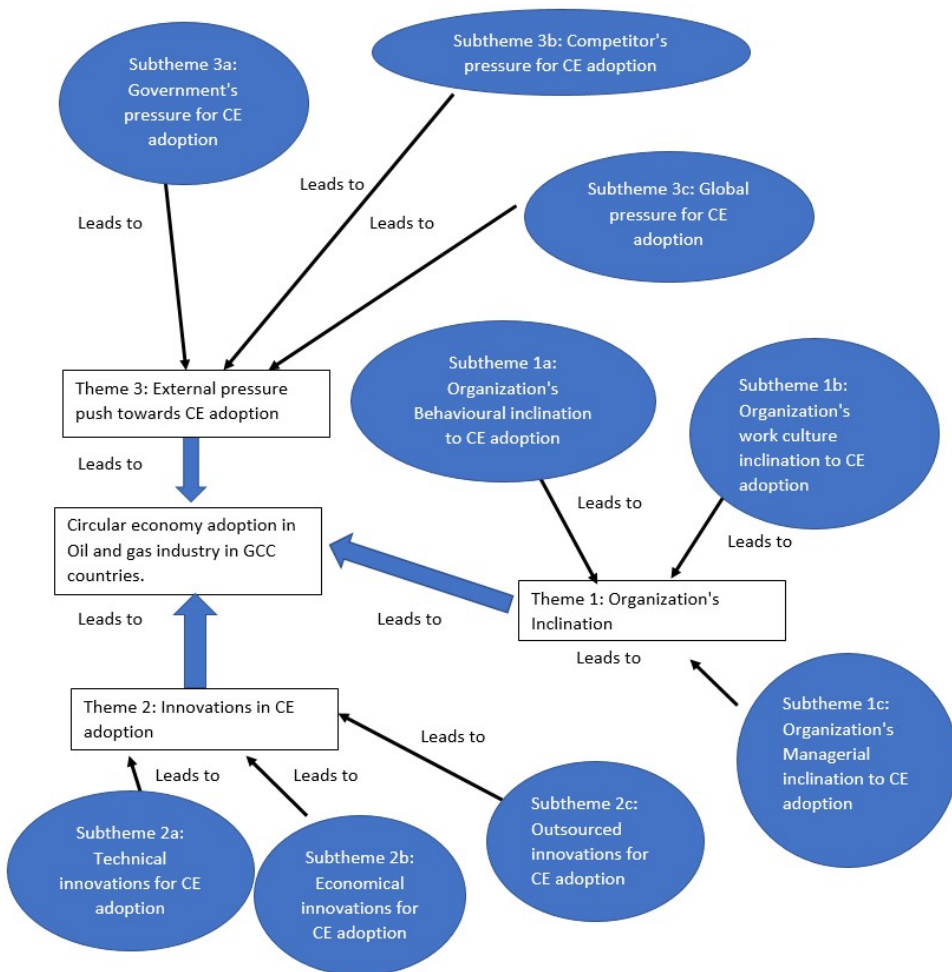 Subtheme 3a:
Government's
pressure for CE
adoption
Subtheme 3b: Competitor's
pressure for CE adoption
Leads to
Leads to
Leads to
Subtheme 3c: Global
pressure for CE
adoption
Theme 3: External pressure
push towards CE adoption
Subtheme 1a:
Organization's
Behavioural inclination
to CE adoption
Subtheme 1b:
Organization's
work culture
inclination to CE
adoption
Leads to
Leads to
Leads to
Circular economy adoption in
Oil and gas industry in GCC
countries.
Theme 1: Organization's
Inclination
Leads to
Leads to
Leads to
Theme 2: Innovations in CE
adoption
Subtheme 1c:
Organization's
Managerial
inclination to CE
adoption
Leads to
Leads to
Leads to
Subtheme 2a:
Technical
innovations for CE
adoption
Subtheme 2b:
Economical
innovations for
CE adoption
Subtheme 2c:
Outsourced
innovations for
CE adoption